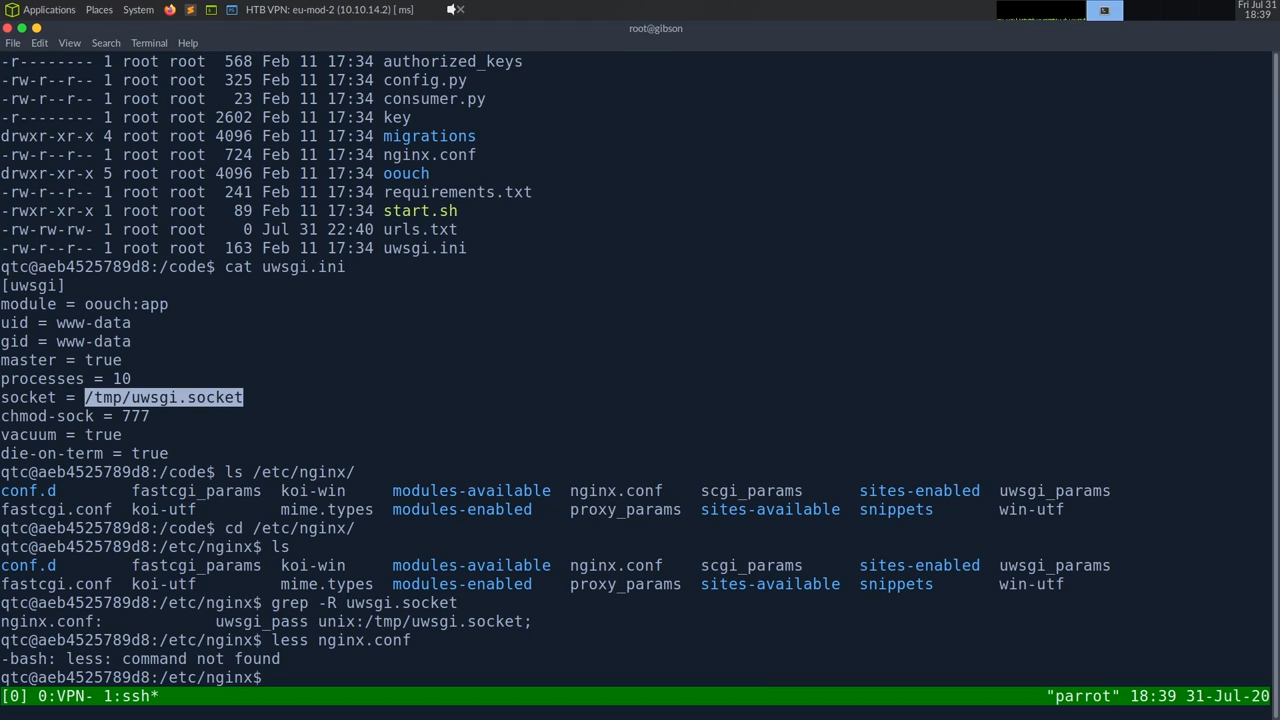 Applications Places System HTB VPN: eu-mod-2 (10.10.14.2) [ ms] Fri Jul 31
18:39
root@gibson
File Edit View Search Terminal Help
-r-------- 1 root root  568 Feb 11 17:34 authorized_keys
-rw-r--r-- 1 root root  325 Feb 11 17:34 config.py
-rw-r--r-- 1 root root   23 Feb 11 17:34 consumer.py
-r-------- 1 root root 2602 Feb 11 17:34 key
drwxr-xr-x 4 root root 4096 Feb 11 17:34 migrations
-rw-r--r-- 1 root root  724 Feb 11 17:34 nginx.conf
drwxr-xr-x 5 root root 4096 Feb 11 17:34 oouch
-rw-r--r-- 1 root root  241 Feb 11 17:34 requirements.txt
-rwxr-xr-x 1 root root   89 Feb 11 17:34 start.sh
-rw-rw-rw- 1 root root    0 Jul 31 22:40 urls.txt
-rw-r--r-- 1 root root  163 Feb 11 17:34 uwsgi.ini
qtc@aeb4525789d8:/code$ cat uwsgi.ini
[uwsgi]
module = oouch:app
uid = www-data
gid = www-data
master = true
processes = 10
socket = /tmp/uwsgi.socket
chmod-sock = 777
vacuum = true
die-on-term = true
qtc@aeb4525789d8:/code$ ls /etc/nginx/
conf.d        fastcgi_params  koi-win     modules-available  nginx.conf    scgi_params      sites-enabled  uwsgi_params
fastcgi.conf  koi-utf         mime.types  modules-enabled    proxy_params  sites-available  snippets       win-utf
qtc@aeb4525789d8:/code$ cd /etc/nginx/
qtc@aeb4525789d8:/etc/nginx$ ls
conf.d        fastcgi_params  koi-win     modules-available  nginx.conf    scgi_params      sites-enabled  uwsgi_params
fastcgi.conf  koi-utf         mime.types  modules-enabled    proxy_params  sites-available  snippets       win-utf
qtc@aeb4525789d8:/etc/nginx$ grep -R uwsgi.socket
nginx.conf:            uwsgi_pass unix:/tmp/uwsgi.socket;
qtc@aeb4525789d8:/etc/nginx$ less nginx.conf
-bash: less: command not found
qtc@aeb4525789d8:/etc/nginx$
[0] 0:VPN- 1:ssh* "parrot" 18:39 31-Jul-20